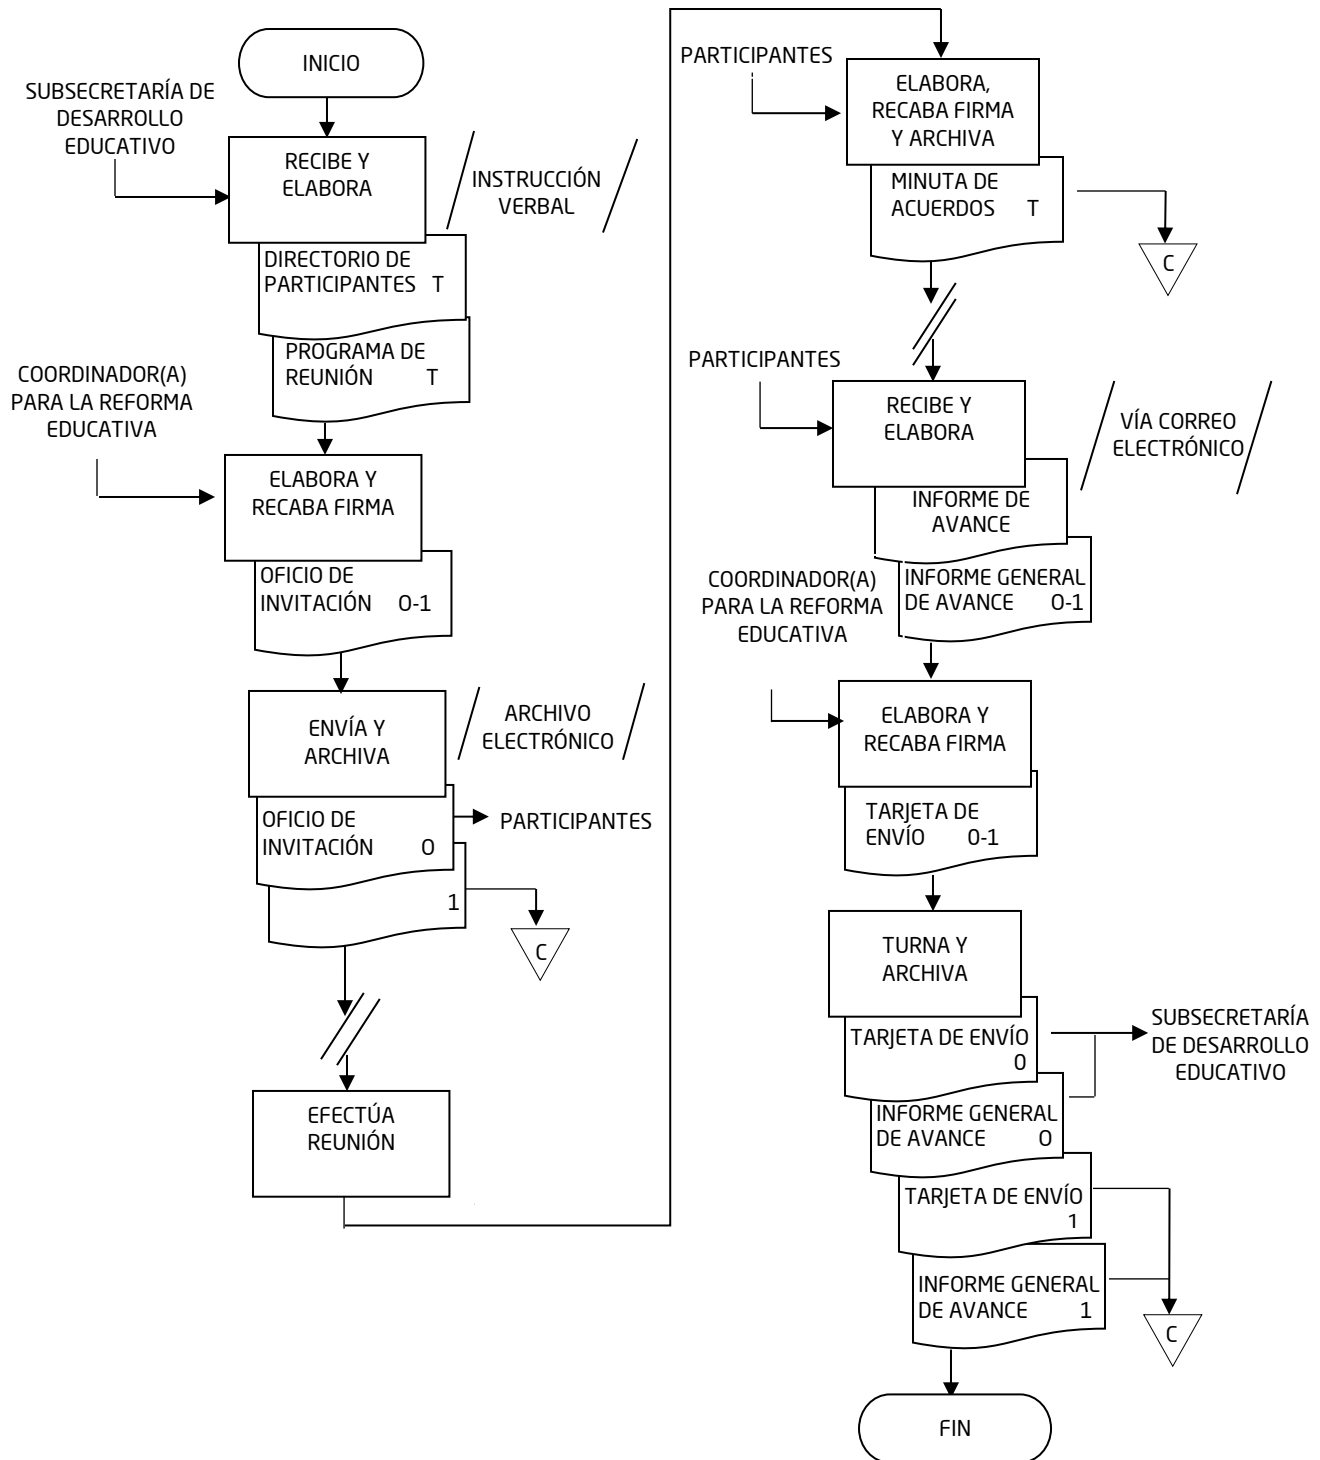 INICIO
SUBSECRETARÍA DE
DESARROLLO
EDUCATIVO
RECIBE Y
ELABORA
INSTRUCCIÓN
VERBAL
DIRECTORIO DE
PARTICIPANTES T
PROGRAMA DE
REUNIÓN T
COORDINADOR(A)
PARA LA REFORMA
EDUCATIVA
ELABORA Y
RECABA FIRMA
OFICIO DE
INVITACIÓN 0-1
ENVÍA Y
ARCHIVA
ARCHIVO
ELECTRÓNICO
OFICIO DE
INVITACIÓN 0
PARTICIPANTES
1
C
EFECTÚA
REUNIÓN
PARTICIPANTES
ELABORA,
RECABA FIRMA
Y ARCHIVA
MINUTA DE
ACUERDOS T
C
PARTICIPANTES
RECIBE Y
ELABORA
VÍA CORREO
ELECTRÓNICO
INFORME DE
AVANCE
INFORME GENERAL
DE AVANCE 0-1
COORDINADOR(A)
PARA LA REFORMA
EDUCATIVA
ELABORA Y
RECABA FIRMA
TARJETA DE
ENVÍO 0-1
TURNA Y
ARCHIVA
TARJETA DE ENVÍO
0
SUBSECRETARÍA
DE DESARROLLO
EDUCATIVO
INFORME GENERAL
DE AVANCE 0
TARJETA DE ENVÍO
1
INFORME GENERAL
DE AVANCE 1
C
FIN